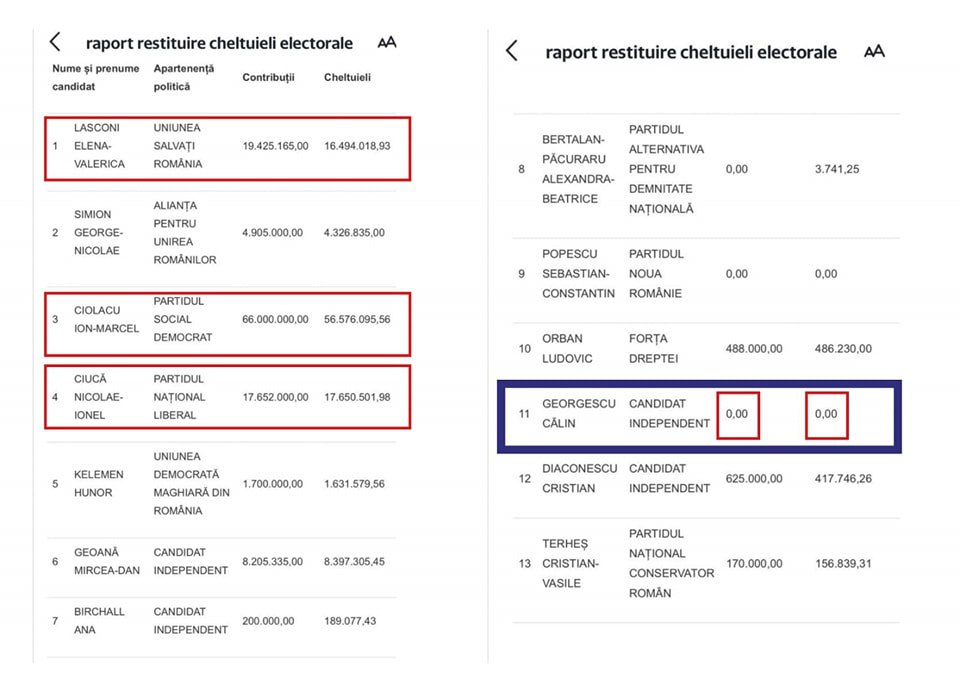 raport restituire cheltuieli electorale AA
Nume și prenume candidat Apartenență politică Contribuții Cheltuieli
1 LASCONI ELENA-VALERICA UNIUNEA SALVAȚI ROMÂNIA 19.425.165,00 16.494.018,93
2 SIMION GEORGE-NICOLAE ALIANȚA PENTRU UNIREA ROMÂNILOR 4.905.000,00 4.326.835,00
3 CIOLACU ION-MARCEL PARTIDUL SOCIAL DEMOCRAT 66.000.000,00 56.576.095,56
4 CIUCĂ NICOLAE-IONEL PARTIDUL NAȚIONAL LIBERAL 17.652.000,00 17.650.501,98
5 KELEMEN HUNOR UNIUNEA DEMOCRATĂ MAGHIARĂ DIN ROMÂNIA 1.700.000,00 1.631.579,56
6 GEOANĂ MIRCEA-DAN CANDIDAT INDEPENDENT 8.205.335,00 8.397.305,45
7 BIRCHALL ANA CANDIDAT INDEPENDENT 200.000,00 189.077,43
raport restituire cheltuieli electorale AA
8 BERTALAN-PĂCURARU ALEXANDRA-BEATRICE PARTIDUL ALTERNATIVA PENTRU DEMNITATE NAȚIONALĂ 0,00 3.741,25
9 POPESCU SEBASTIAN-CONSTANTIN PARTIDUL NOUA ROMÂNIE 0,00 0,00
10 ORBAN LUDOVIC FORȚA DREPTEI 488.000,00 486.230,00
11 GEORGESCU CĂLIN CANDIDAT INDEPENDENT 0,00 0,00
12 DIACONESCU CRISTIAN CANDIDAT INDEPENDENT 625.000,00 417.746,26
13 TERHEȘ CRISTIAN-VASILE PARTIDUL NAȚIONAL CONSERVATOR ROMÂN 170.000,00 156.839,31